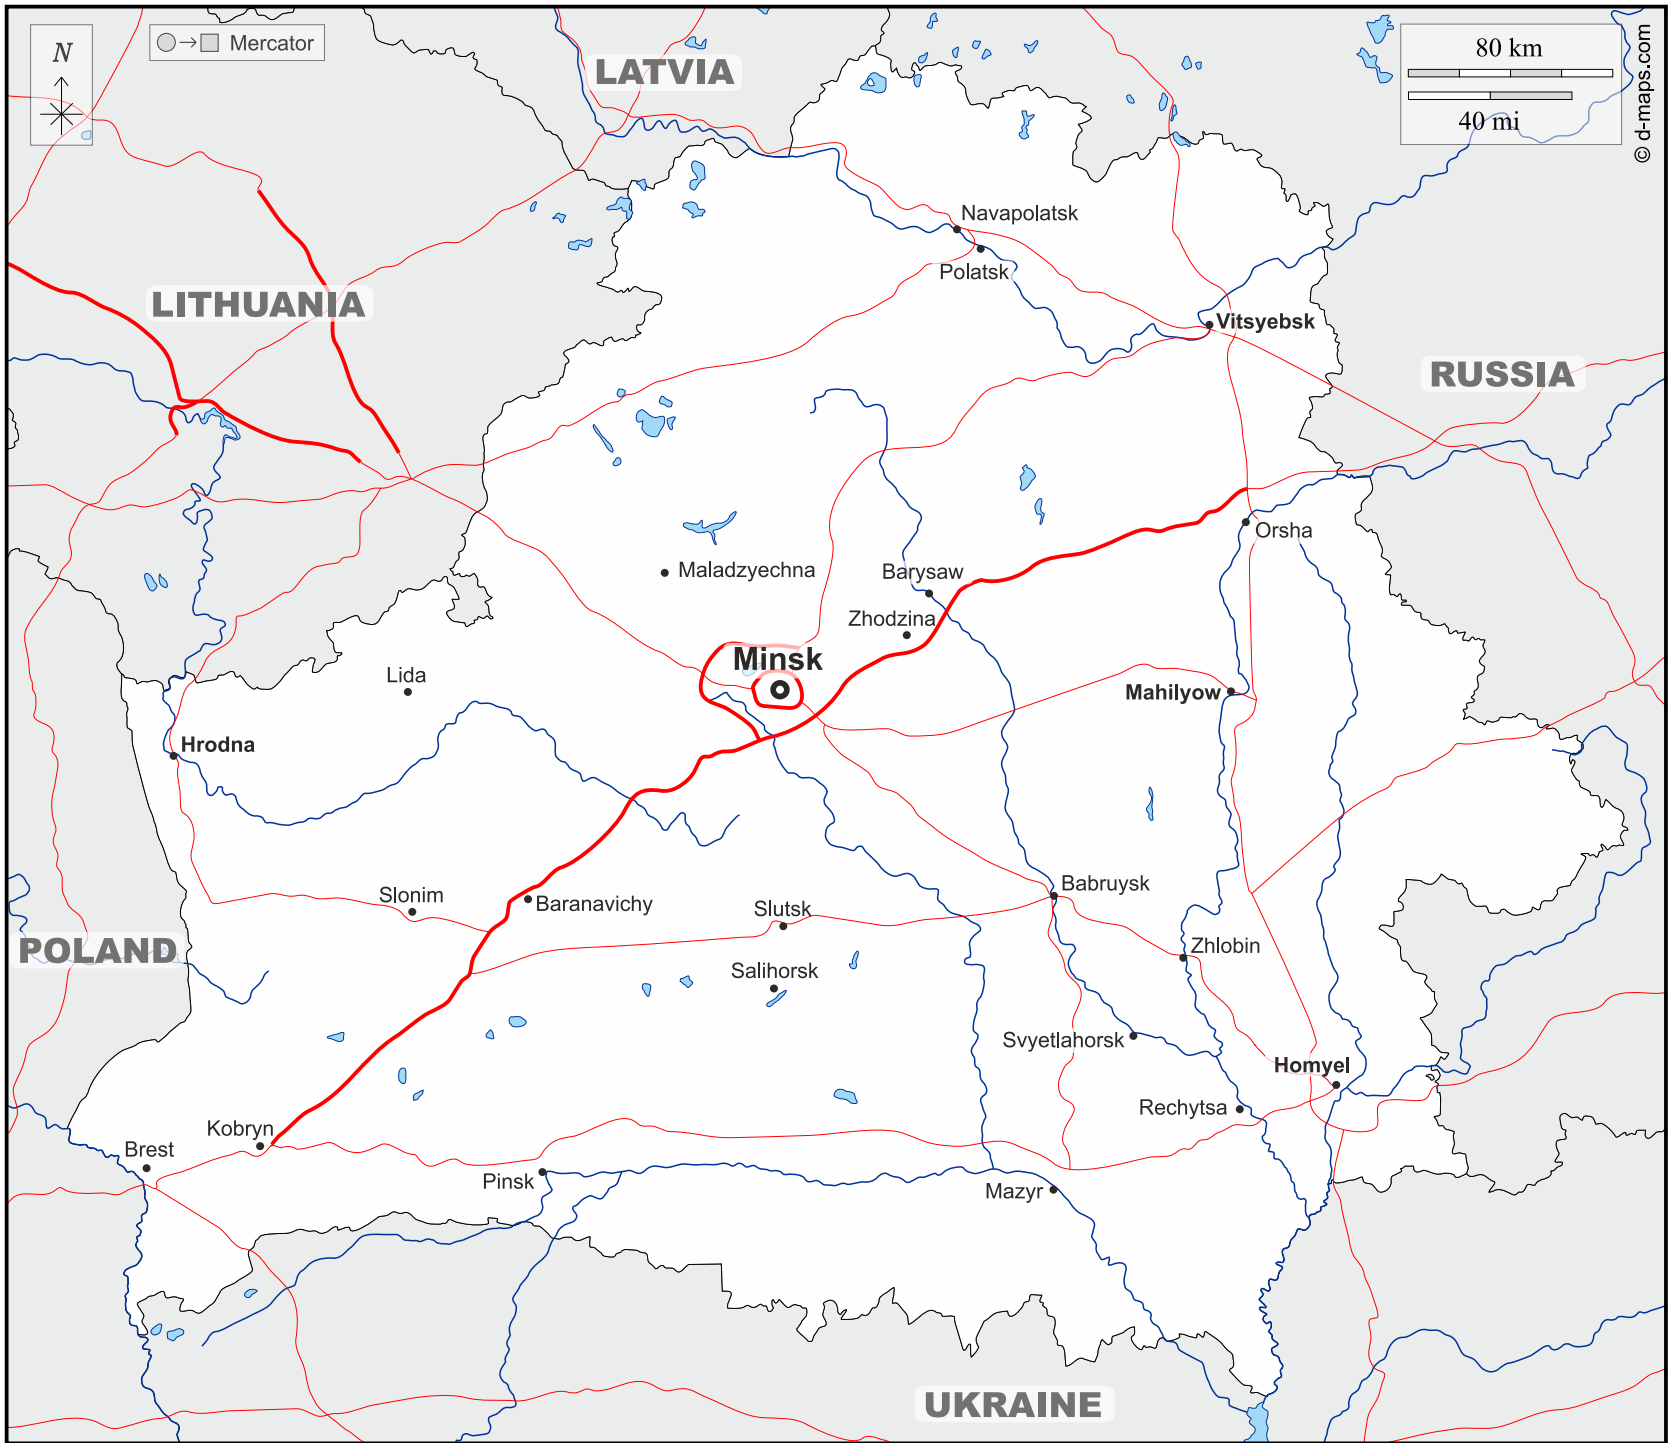 N
Mercator
LATVIA
80 km
40 mi
© d-maps.com
Navapolatsk
Polatsk
LITHUANIA
Vitsyebsk
RUSSIA
Orsha
Maladzyechna
Barysaw
Zhodzina
Minsk
Lida
Mahilyow
Hrodna
Babruysk
Slonim
Baranavichy
Slutsk
POLAND
Zhlobin
Salihorsk
Svyetlahorsk
Homyel
Rechytsa
Kobryn
Brest
Pinsk
Mazyr
UKRAINE